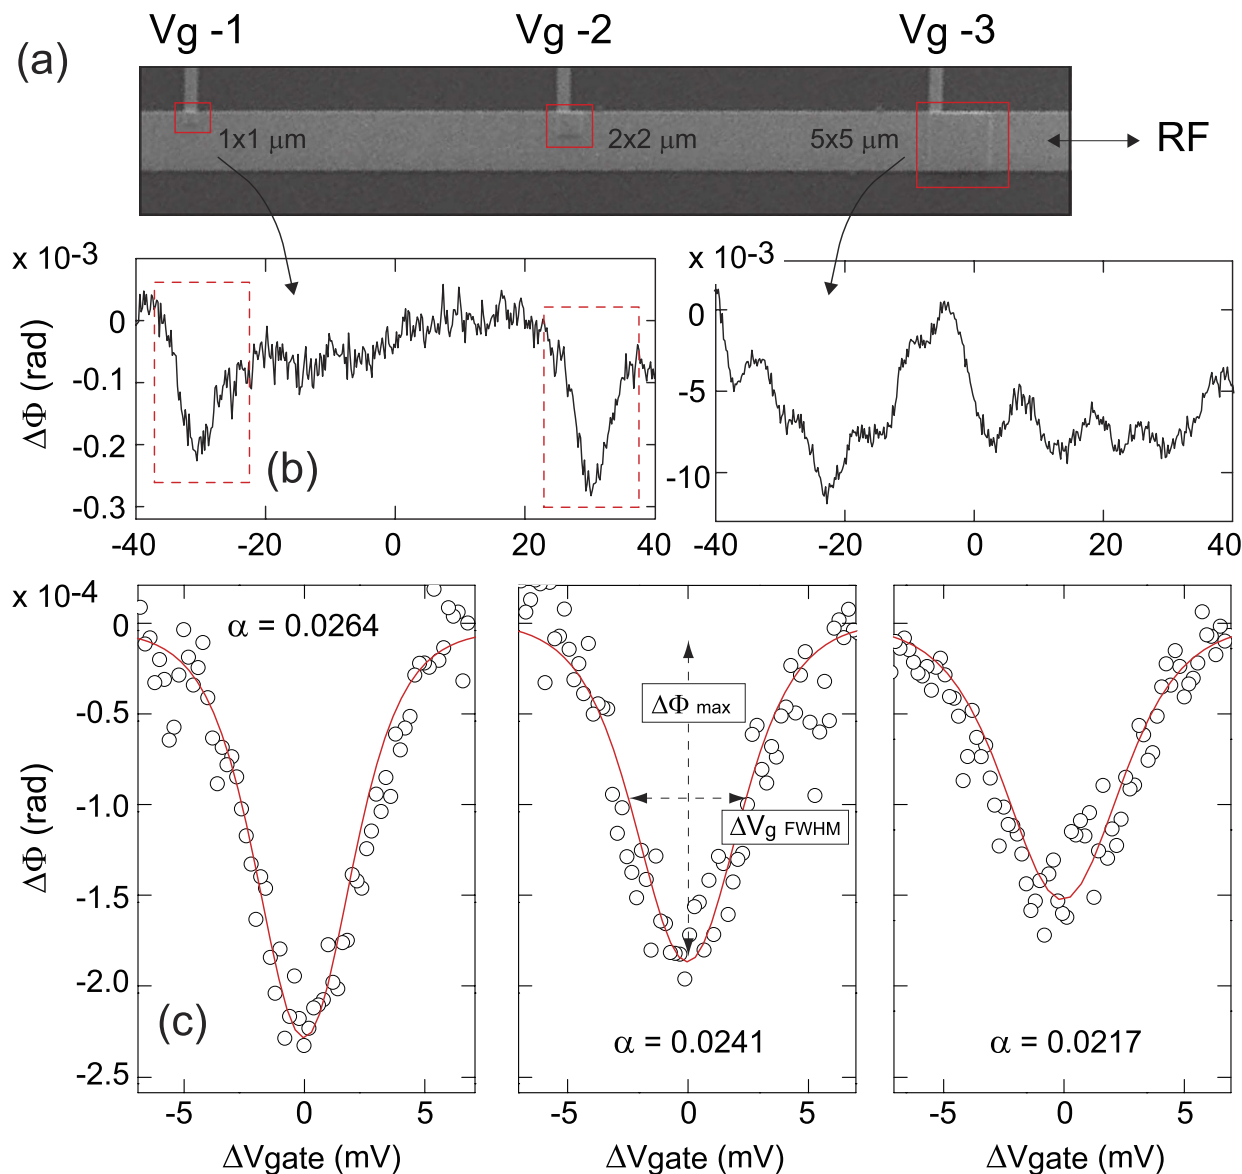 Vg -1 Vg -2 Vg -3
(a)
1x1 μm 2x2 μm 5x5 μm RF
x 10-3 x 10-3
0 0
-0.1 -5
-0.2 -10
-0.3
ΔΦ (rad)
(b)
-40 -20 0 20 40 -40 -20 0 20 40
x 10-4
0
-0.5
-1.0
-1.5
-2.0
-2.5
ΔΦ (rad)
α = 0.0264
ΔΦ max
ΔVg FWHM
(c)
α = 0.0241
α = 0.0217
-5 0 5 -5 0 5 -5 0 5
ΔVgate (mV) ΔVgate (mV) ΔVgate (mV)